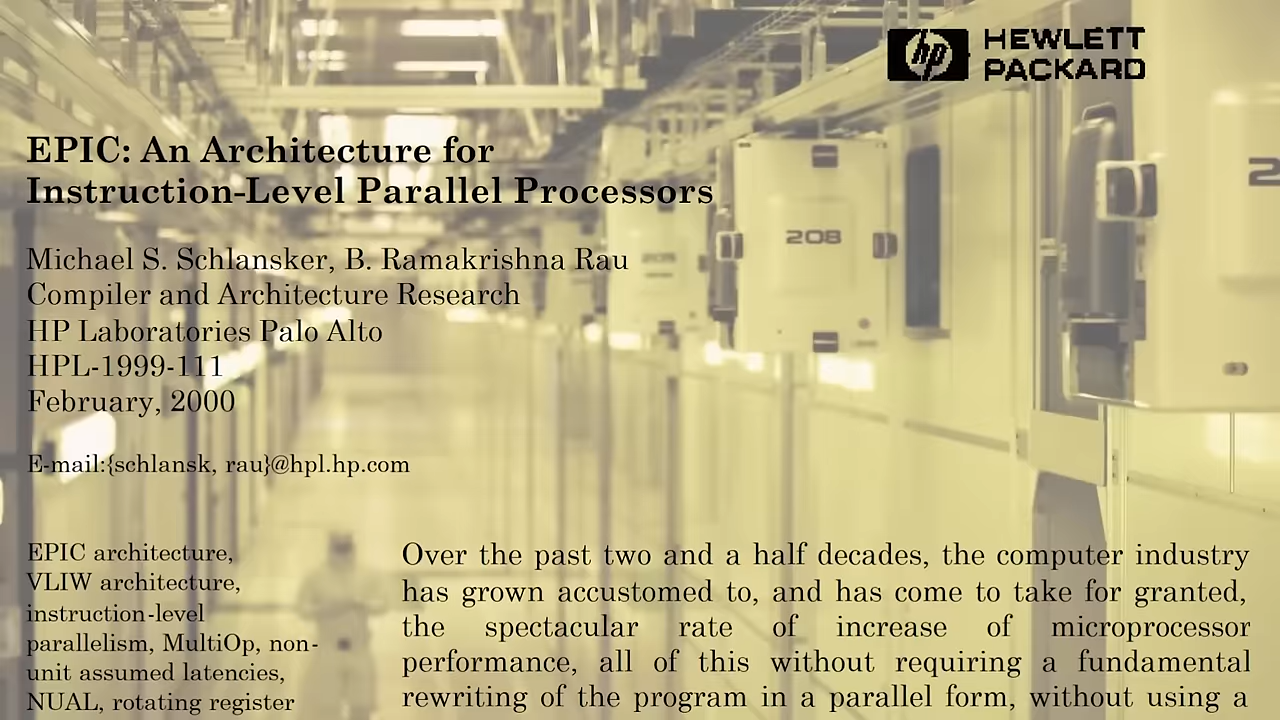 HEWLETT
PACKARD
EPIC: An Architecture for
Instruction-Level Parallel Processors
Michael S. Schlansker, B. Ramakrishna Rau
Compiler and Architecture Research
HP Laboratories Palo Alto
HPL-1999-111
February, 2000
E-mail:{schlansk, rau}@hpl.hp.com
EPIC architecture,
VLIW architecture,
instruction-level
parallelism, MultiOp, non-
unit assumed latencies,
NUAL, rotating register
Over the past two and a half decades, the computer industry
has grown accustomed to, and has come to take for granted,
the spectacular rate of increase of microprocessor
performance, all of this without requiring a fundamental
rewriting of the program in a parallel form, without using a
hp
208
2